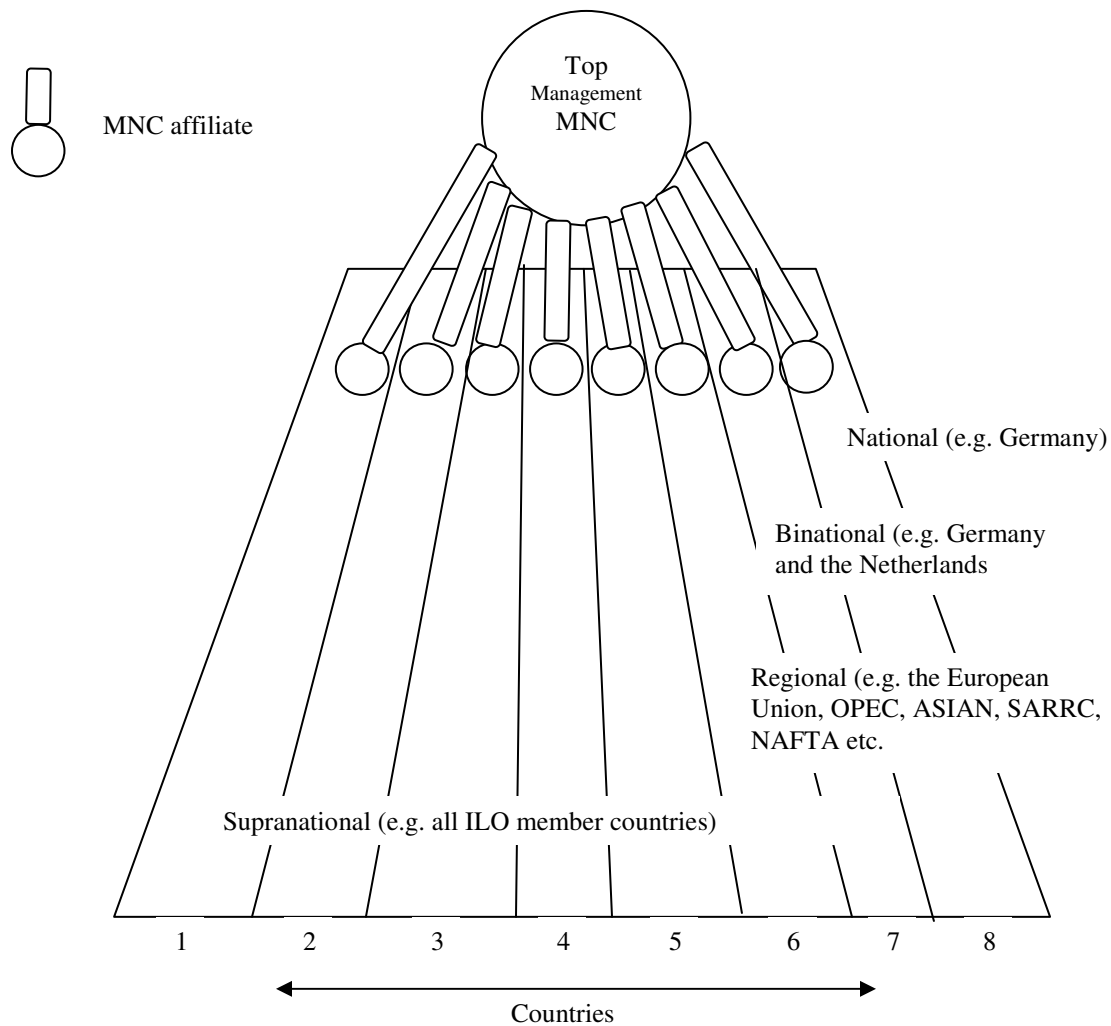 Top
Management
MNC
MNC affiliate
National (e.g. Germany)
Binational (e.g. Germany
and the Netherlands
Regional (e.g. the European
Union, OPEC, ASIAN, SARRC,
NAFTA etc.
Supranational (e.g. all ILO member countries)
1 2 3 4 5 6 7 8
Countries